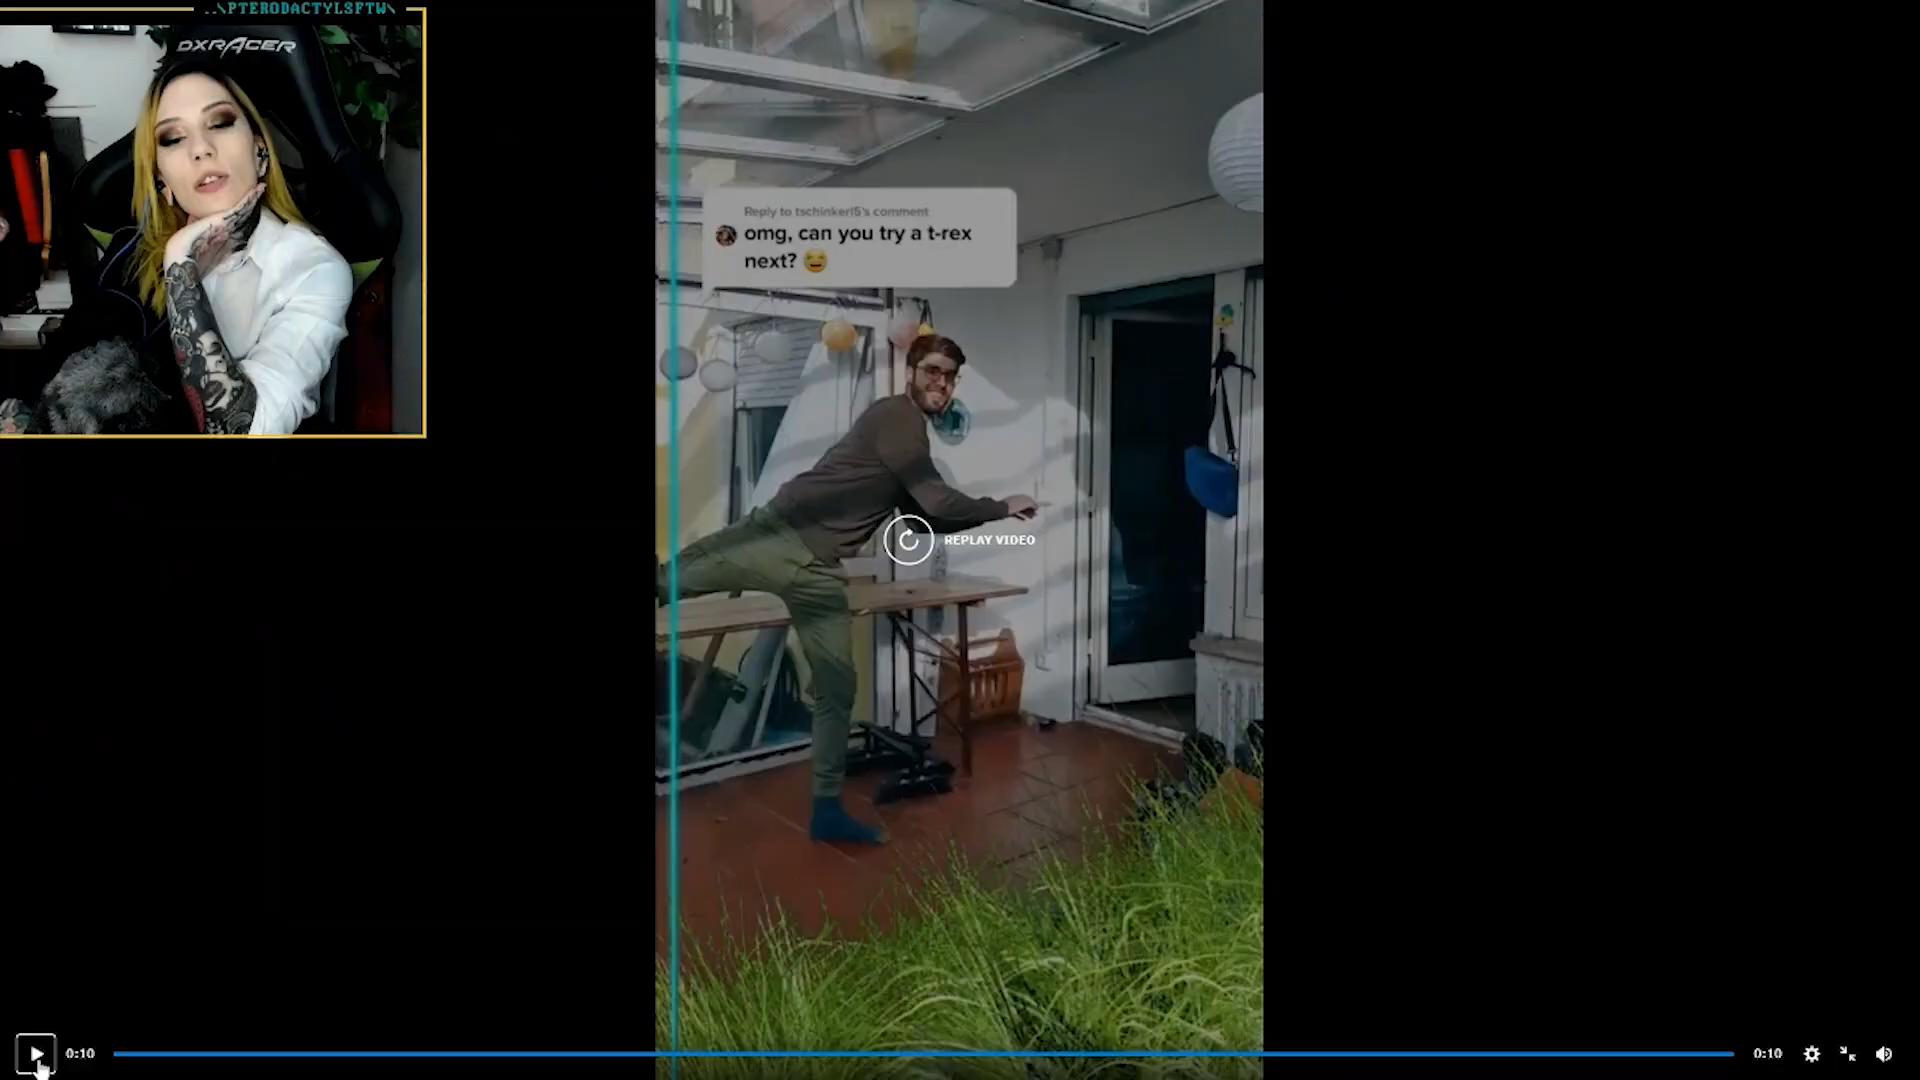 ..\PTERODACTYLSFTW\
DXRACER
Reply to tschinkerl5's comment
omg, can you try a t-rex
next? 😅
REPLAY VIDEO
0:10
0:10